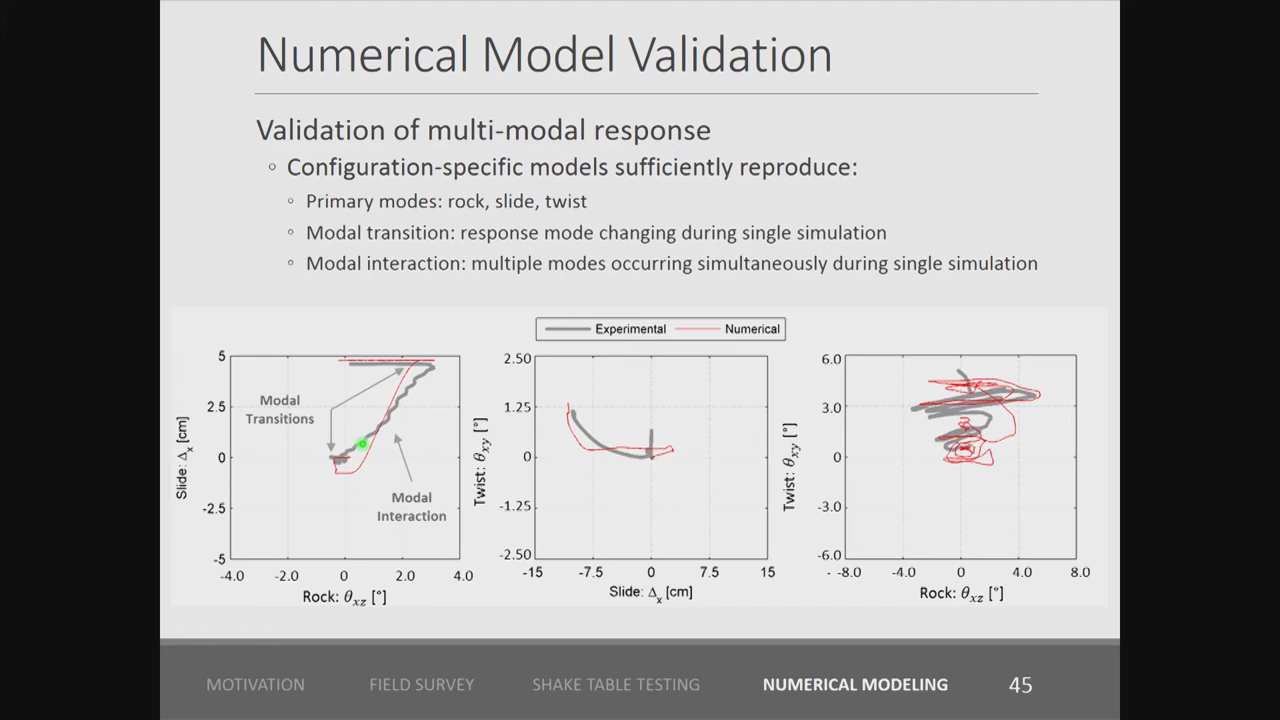 Numerical Model Validation
Validation of multi-modal response
◦ Configuration-specific models sufficiently reproduce:
◦ Primary modes: rock, slide, twist
◦ Modal transition: response mode changing during single simulation
◦ Modal interaction: multiple modes occurring simultaneously during single simulation
Experimental Numerical
5
2.5
0
-2.5
-5
Slide: Δx [cm]
Modal
Transitions
Modal
Interaction
-4.0 -2.0 0 2.0 4.0
Rock: θxz [°]
2.50
1.25
0
-1.25
-2.50
Twist: θxy [°]
-15 -7.5 0 7.5 15
Slide: Δx [cm]
6.0
3.0
0
-3.0
-6.0
Twist: θxy [°]
-8.0 -4.0 0 4.0 8.0
Rock: θxz [°]
MOTIVATION FIELD SURVEY SHAKE TABLE TESTING NUMERICAL MODELING 45